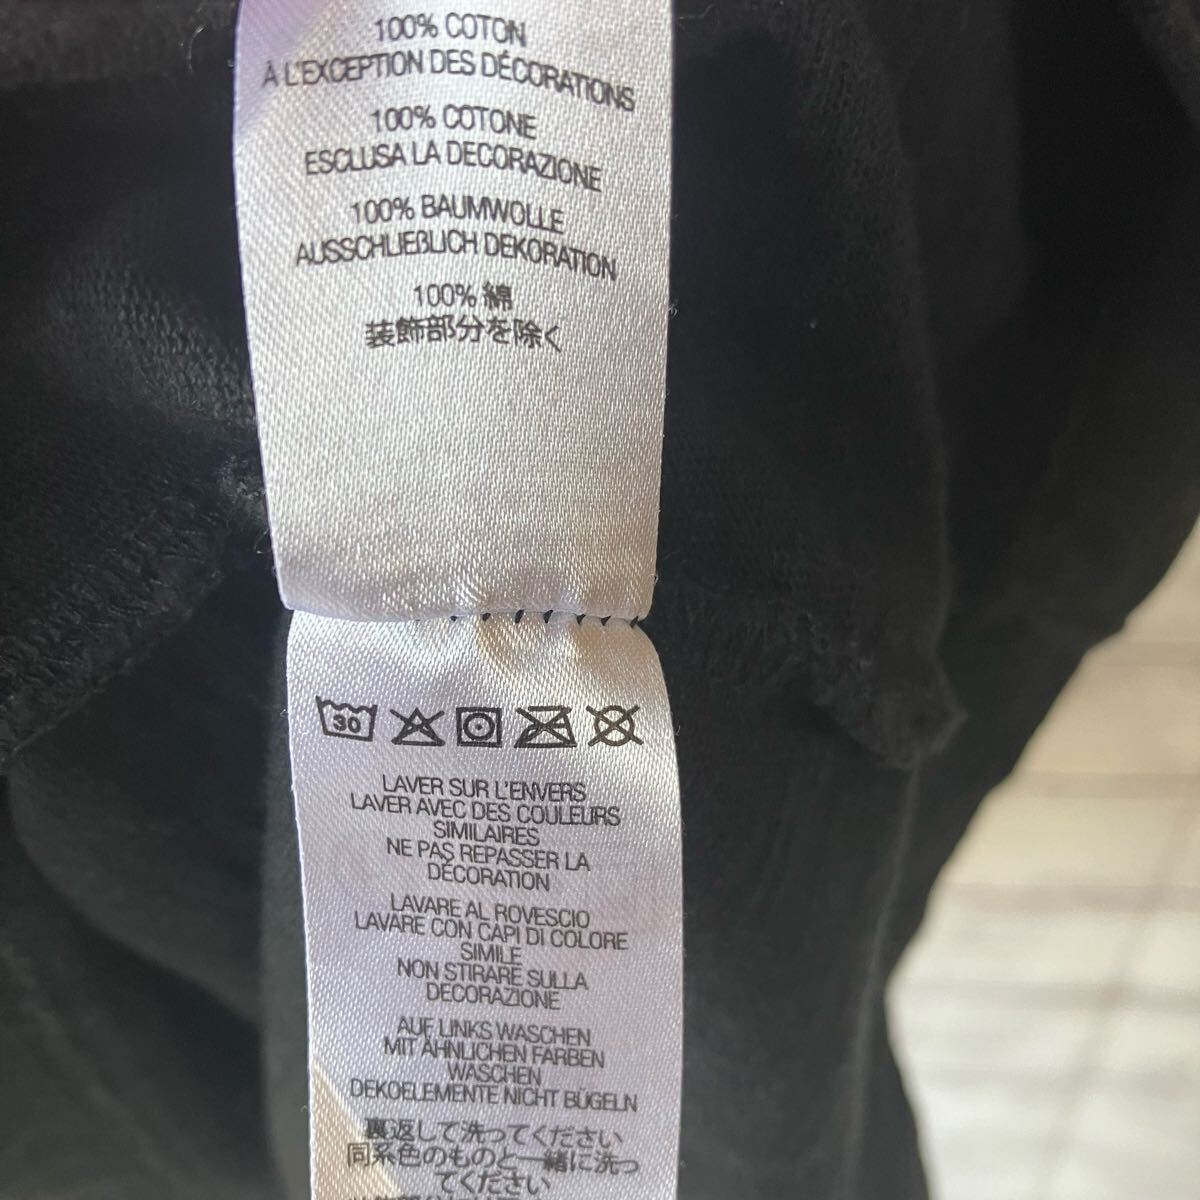 100% COTON
À L'EXCEPTION DES DÉCORATIONS
100% COTONE
ESCLUSA LA DECORAZIONE
100% BAUMWOLLE
AUSSCHLIEßLICH DEKORATION
100% 綿
装飾部分を除く
30
LAVER SUR L'ENVERS
LAVER AVEC DES COULEURS
SIMILAIRES
NE PAS REPASSER LA
DÉCORATION
LAVARE AL ROVESCIO
LAVARE CON CAPI DI COLORE
SIMILE
NON STIRARE SULLA
DECORAZIONE
AUF LINKS WASCHEN
MIT ÄHNLICHEN FARBEN
WASCHEN
DEKOELEMENTE NICHT BÜGELN
裏返して洗ってください
同系色のものと一緒に洗っ
てください